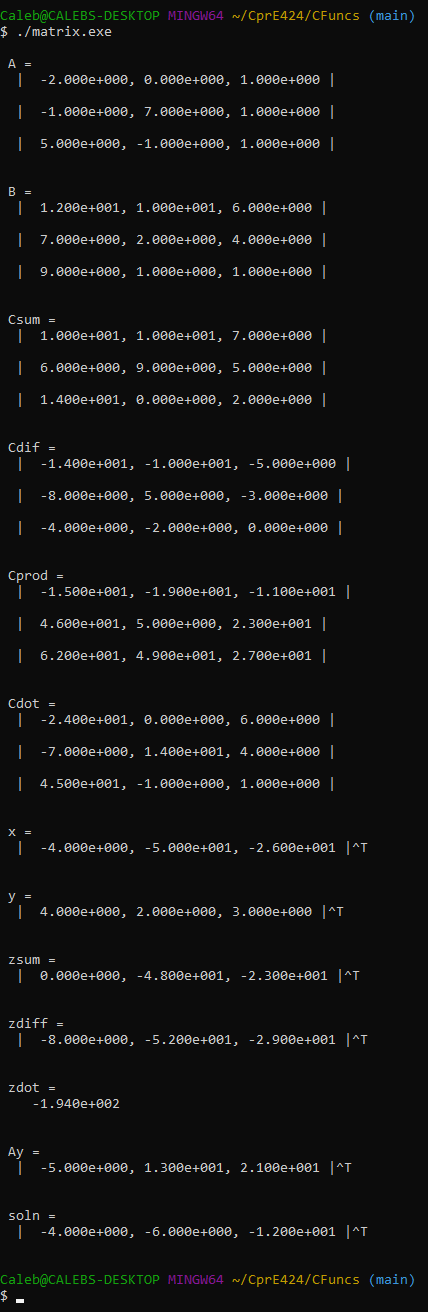 Caleb@CALEBS-DESKTOP MINGW64 ~/CprE424/CFuncs (main)
$ ./matrix.exe
A =
| -2.000e+000, 0.000e+000, 1.000e+000 |
| -1.000e+000, 7.000e+000, 1.000e+000 |
| 5.000e+000, -1.000e+000, 1.000e+000 |
B =
| 1.200e+001, 1.000e+001, 6.000e+000 |
| 7.000e+000, 2.000e+000, 4.000e+000 |
| 9.000e+000, 1.000e+000, 1.000e+000 |
Csum =
| 1.000e+001, 1.000e+001, 7.000e+000 |
| 6.000e+000, 9.000e+000, 5.000e+000 |
| 1.400e+001, 0.000e+000, 2.000e+000 |
Cdif =
| -1.400e+001, -1.000e+001, -5.000e+000 |
| -8.000e+000, 5.000e+000, -3.000e+000 |
| -4.000e+000, -2.000e+000, 0.000e+000 |
Cprod =
| -1.500e+001, -1.900e+001, -1.100e+001 |
| 4.600e+001, 5.000e+000, 2.300e+001 |
| 6.200e+001, 4.900e+001, 2.700e+001 |
Cdot =
| -2.400e+001, 0.000e+000, 6.000e+000 |
| -7.000e+000, 1.400e+001, 4.000e+000 |
| 4.500e+001, -1.000e+000, 1.000e+000 |
x =
| -4.000e+000, -5.000e+001, -2.600e+001 |^T
y =
| 4.000e+000, 2.000e+000, 3.000e+000 |^T
zsum =
| 0.000e+000, -4.800e+001, -2.300e+001 |^T
zdiff =
| -8.000e+000, -5.200e+001, -2.900e+001 |^T
zdot =
-1.940e+002
Ay =
| -5.000e+000, 1.300e+001, 2.100e+001 |^T
soln =
| -4.000e+000, -6.000e+000, -1.200e+001 |^T
Caleb@CALEBS-DESKTOP MINGW64 ~/CprE424/CFuncs (main)
$